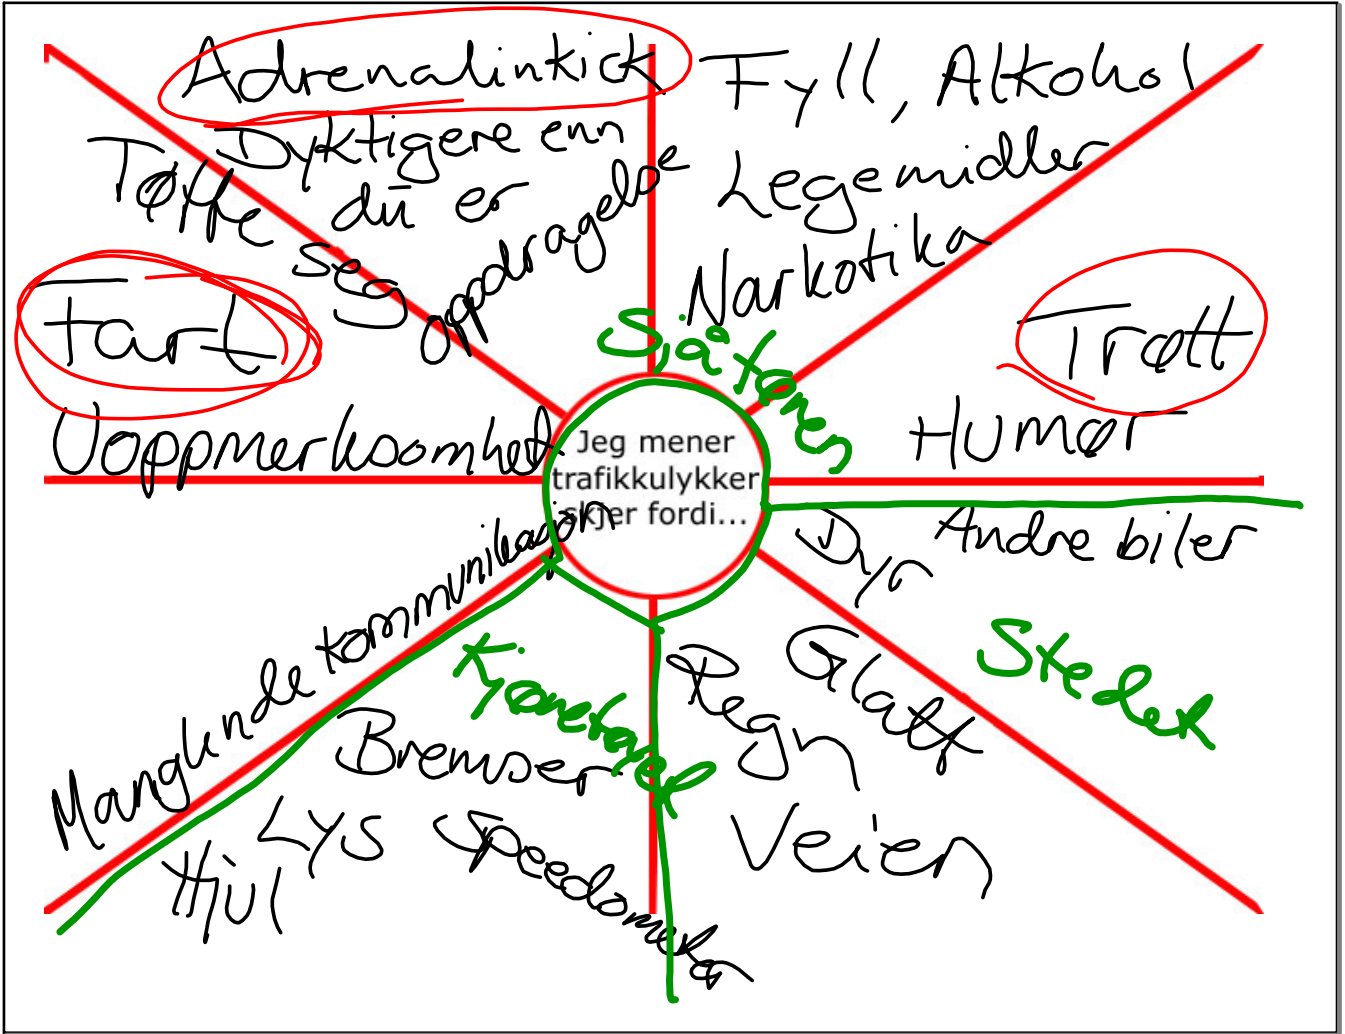 Adrenalinkick
Dyktigere enn
du er
Tøffe seg
oppdragelse
Fyll, Alkohol
Legemidler
Narkotika
Sjåføren
Fart
Uoppmerksomhet
Trøtt
Humør
Jeg mener
trafikkulykker
skjer fordi...
Manglende kommunikasjon
Dyr
Andre biler
Glatt
Stedet
Regn
Veien
Kjøretøyet
Bremser
Lys
Speedometer
Hjul